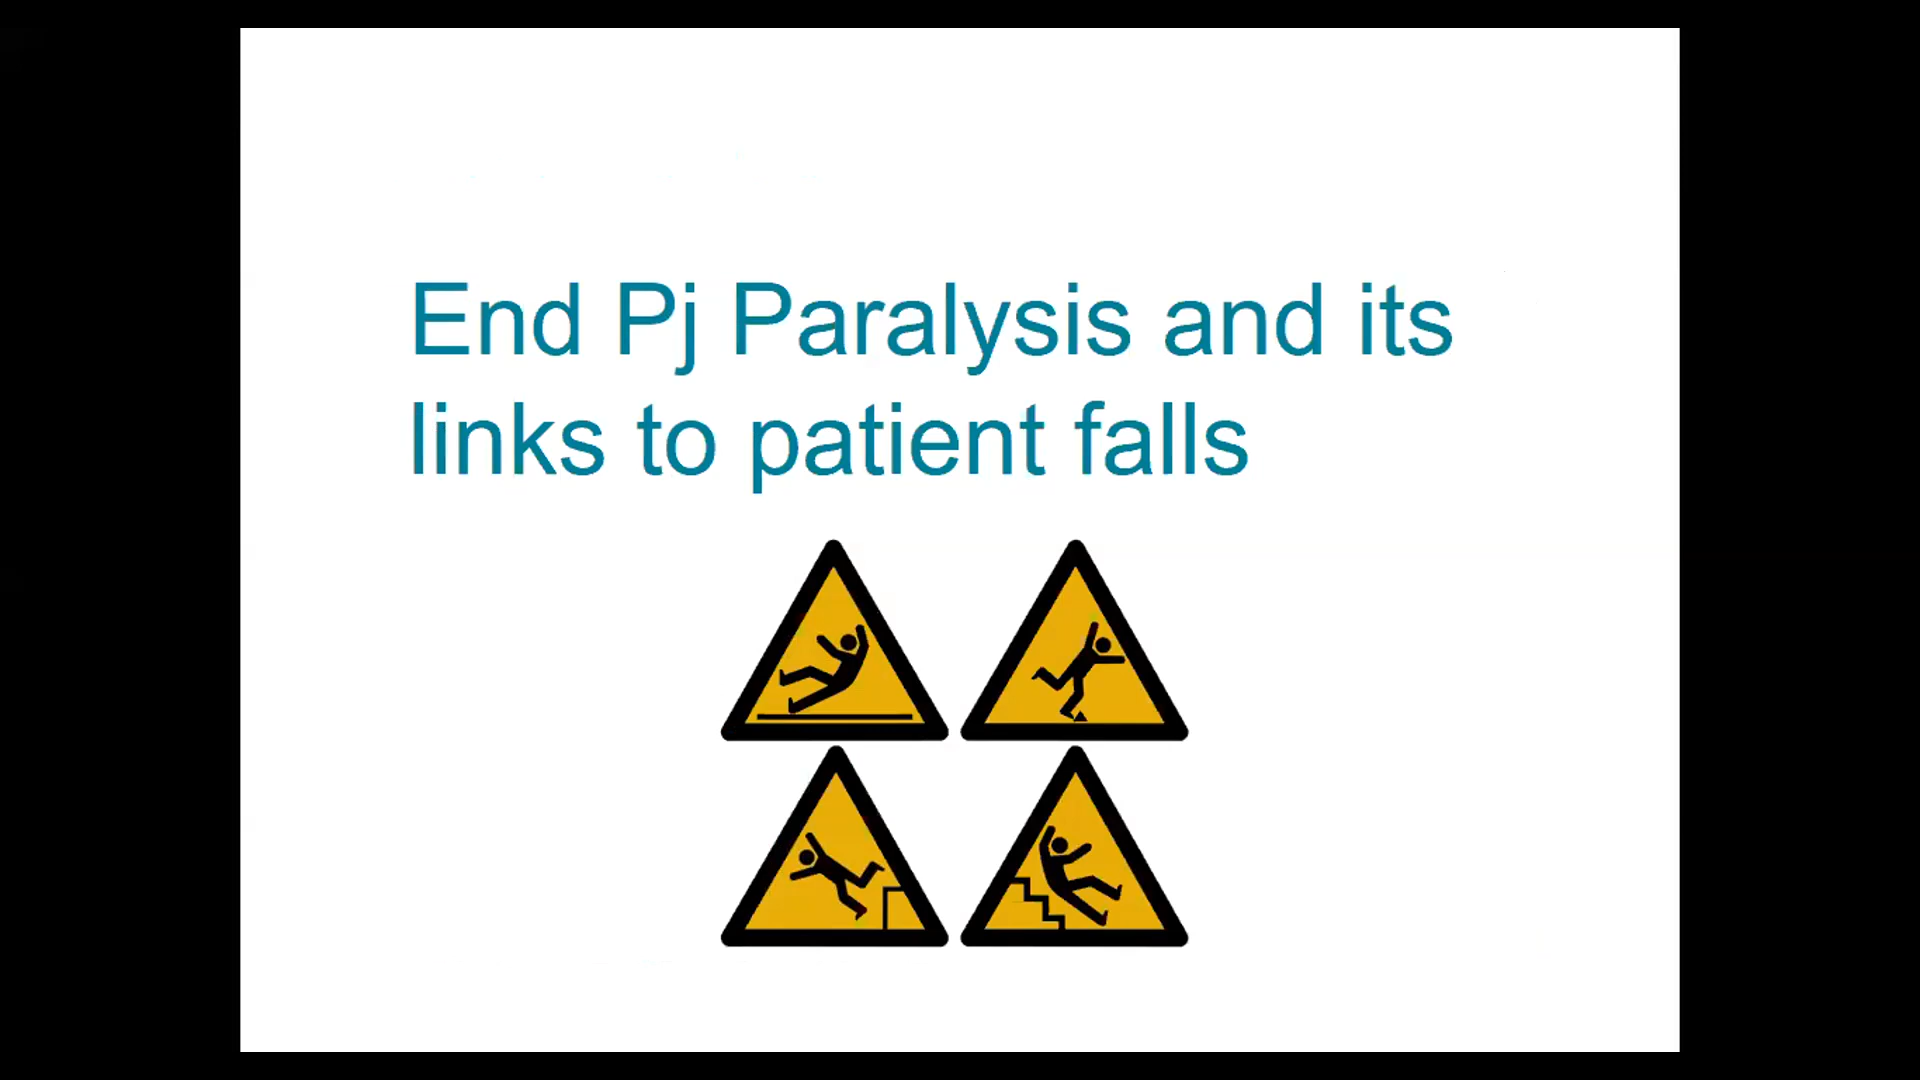 End Pj Paralysis and its
links to patient falls